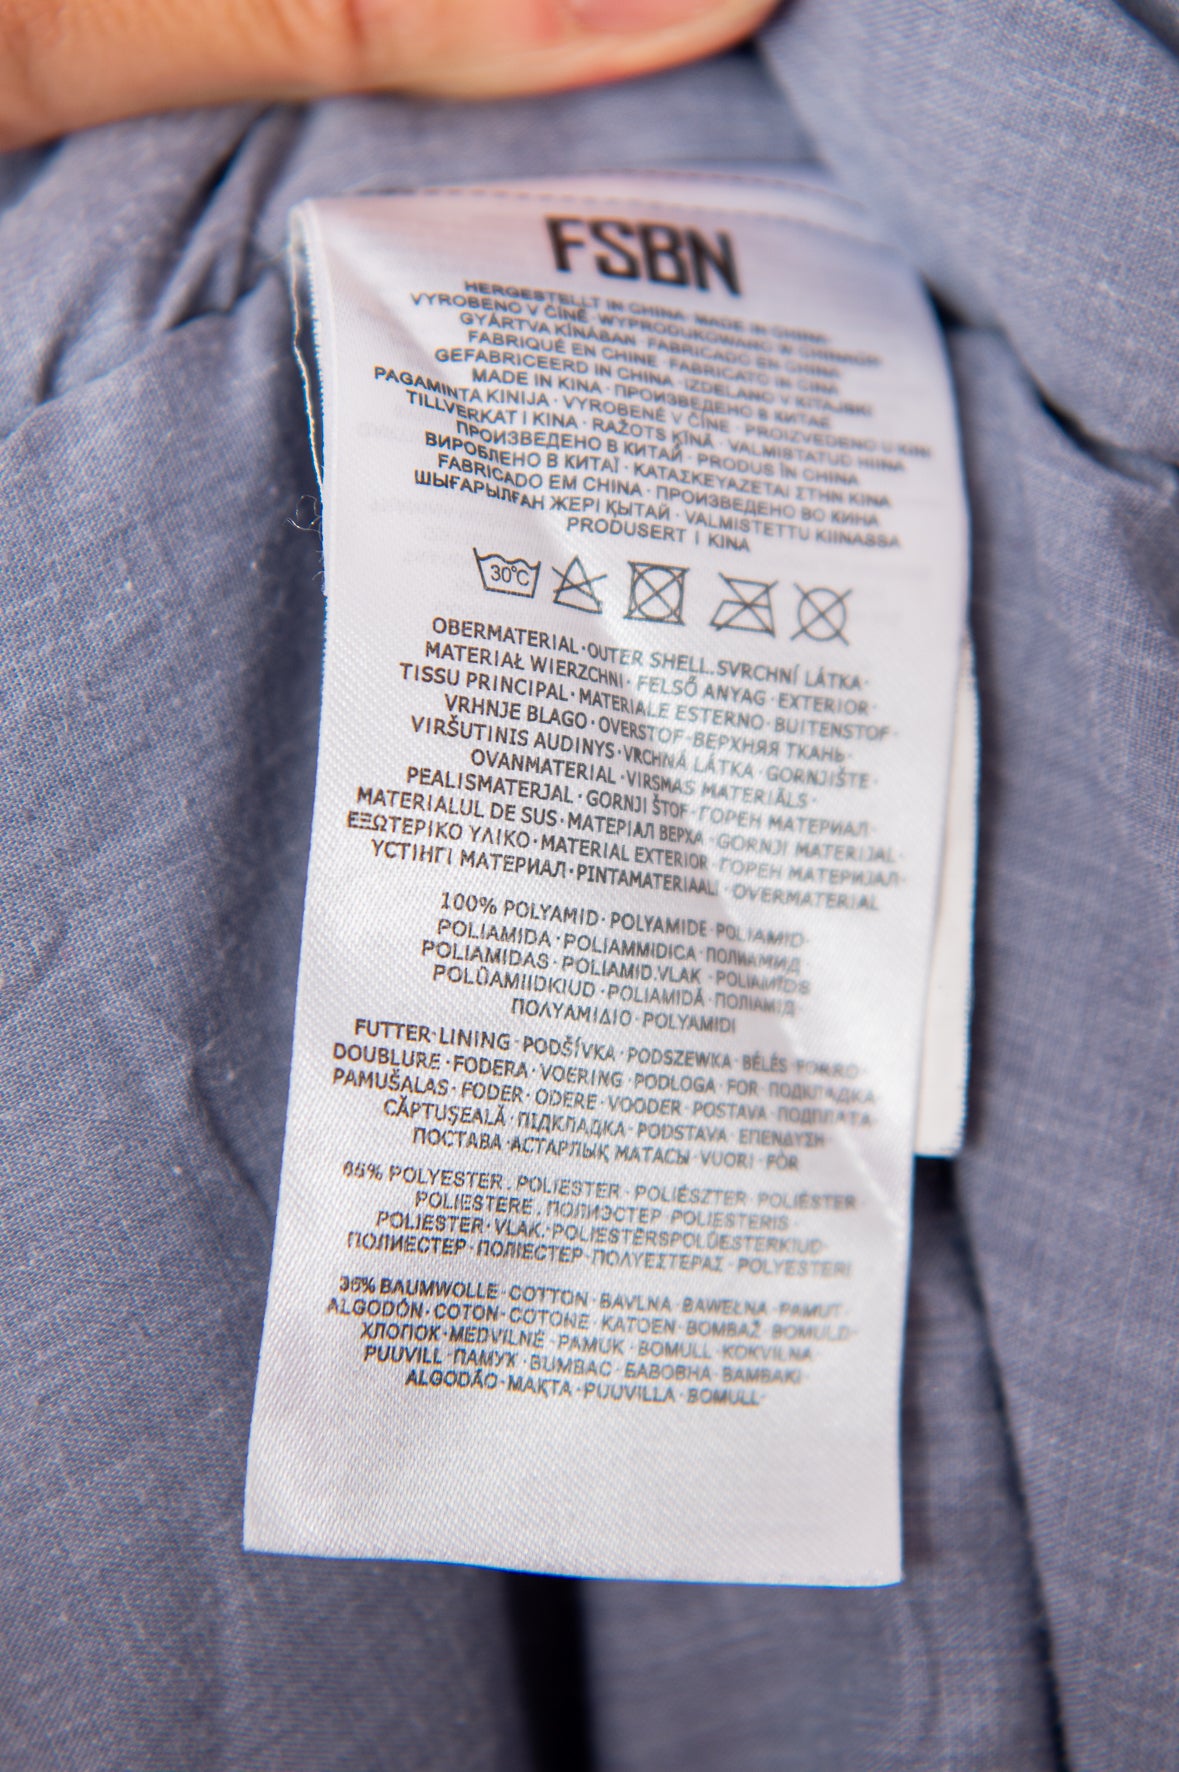 FSBN
HERGESTELLT IN CHINA · MADE IN CHINA
VYROBENO V ČÍNĚ · WYPRODUKOWANO W CHINACH
GYÁRTVA KÍNÁBAN · FABRICADO EN CHINA
FABRIQUÉ EN CHINE · FABRICATO IN CINA
GEFABRICEERD IN CHINA · IZDELANO V KITAJSKI
MADE IN KINA · ПРОИЗВЕДЕНО В КИТАЕ
PAGAMINTA KINIJA · VYROBENÉ V ČÍNE · PROIZVEDENO U KINI
TILLVERKAT I KINA · RAŽOTS ĶĪNĀ · VALMISTATUD HIINA
ПРОИЗВЕДЕНО В КИТАЙ · PRODUS ÎN CHINA
ВИРОБЛЕНО В КИТАЇ · ΚΑΤΑΣΚΕΥΑΖΕΤΑΙ ΣΤΗΝ ΚΙΝΑ
FABRICADO EM CHINA · ПРОИЗВЕДЕНО ВО КИНА
ШЫҒАРЫЛҒАН ЖЕРІ ҚЫТАЙ · VALMISTETTU KIINASSA
PRODUSERT I KINA
30°C
OBERMATERIAL·OUTER SHELL.SVRCHNÍ LÁTKA·
MATERIAŁ WIERZCHNI· FELSŐ ANYAG · EXTERIOR·
TISSU PRINCIPAL· MATERIALE ESTERNO· BUITENSTOF·
VRHNJE BLAGO·OVERSTOF·ВЕРХНЯЯ ТКАНЬ·
VIRŠUTINIS AUDINYS·VRCHNÁ LÁTKA · GORNJIŠTE·
OVANMATERIAL·VIRSMAS MATERIĀLS·
PEALISMATERJAL · GORNJI ŠTOF·ГОРЕН МАТЕРИАЛ·
MATERIALUL DE SUS· МАТЕРІАЛ ВЕРХА ·GORNJI MATERIJAL·
ΕΞΩΤΕΡΙΚΟ ΥΛΙΚΟ·MATERIAL EXTERIOR·ГОРЕН МАТЕРИЈАЛ·
ҮСТІНГІ МАТЕРИАЛ·PINTAMATERIAALI · OVERMATERIAL
100% POLYAMID· POLYAMIDE·POLIAMID·
POLIAMIDA · POLIAMMIDICA ·ПОЛИАМИД·
POLIAMIDAS· POLIAMID.VLAK · POLIAMĪDS
POLÜAMIIDKIUD·POLIAMIDĂ ·ПОЛІАМІД·
ΠΟΛΥΑΜΙΔΙΟ·POLYAMIDI
FUTTER·LINING·PODŠÍVKA · PODSZEWKA· BÉLÉS· FORRO·
DOUBLURE · FODERA · VOERING·PODLOGA· FOR ·ПОДКЛАДКА·
PAMUŠALAS·FODER· ODERE· VOODER·POSTAVA·ПОДПЛАТА·
CĂPTUŞEALĂ·ПІДКЛАДКА·PODSTAVA·ΕΠΕΝΔΥΣΗ·
ПОСТАВА·АСТАРЛЫҚ МАТАСЫ·VUORI · FÔR
65% POLYESTER . POLIESTER · POLIÉSZTER· POLIÉSTER
POLIESTERE . ПОЛИЭСТЕР POLIESTERIS·
POLIESTER·VLAK.·POLIESTĒRSPOLÜESTERKIUD·
ПОЛИЕСТЕР·ПОЛІЕСТЕР·ΠΟΛΥΕΣΤΕΡΑΣ · POLYESTERI
35% BAUMWOLLE· COTTON · BAVLNA·BAWEŁNA·PAMUT·
ALGODÓN·COTON·COTONE· KATOEN·BOMBAŽ·BOMULD·
ХЛОПОК·MEDVILNĖ ·PAMUK·BOMULL·KOKVILNA
PUUVILL·ПАМУК·BUMBAC·БАВОВНА·ΒΑΜΒΑΚΙ·
ALGODÃO·МАҚТА·PUUVILLA·BOMULL·